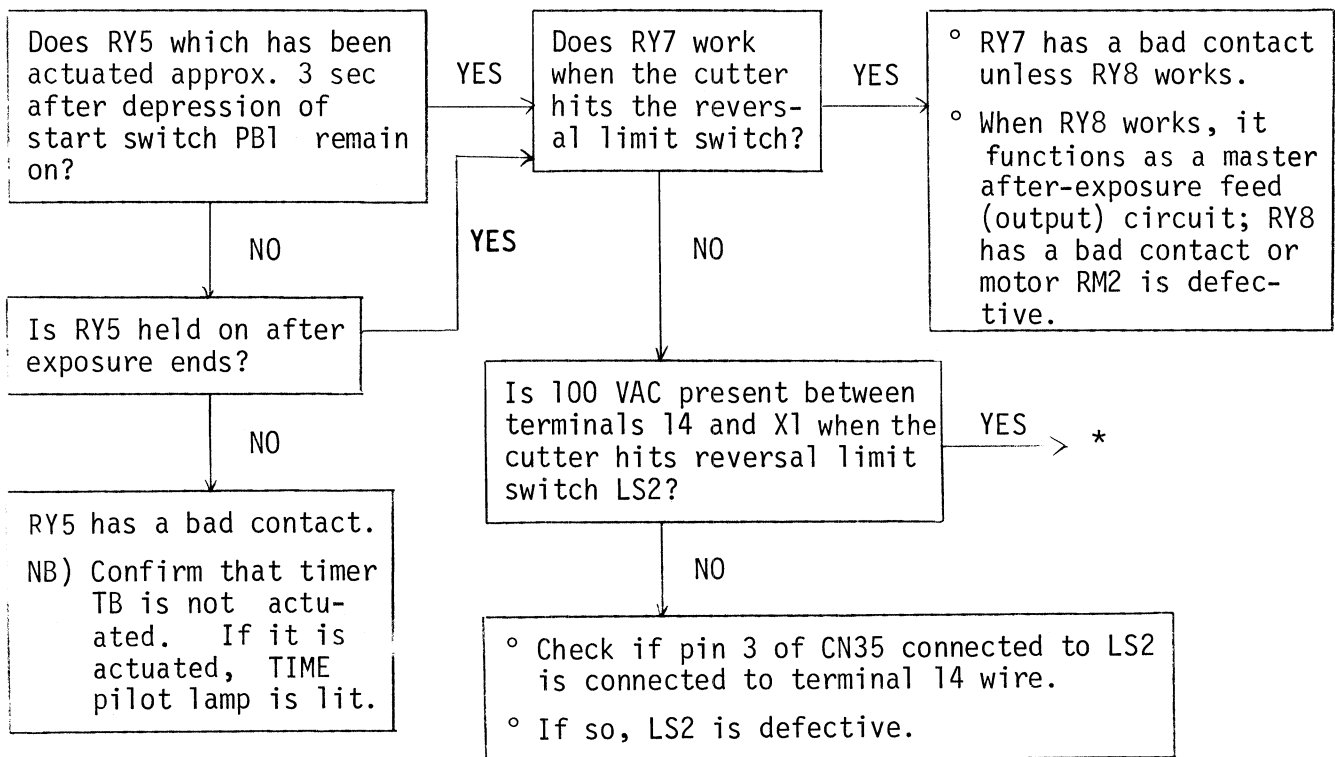 Does RY5 which has been
actuated approx. 3 sec
after depression of
start switch PB1 remain
on?
YES
Does RY7 work
when the cutter
hits the revers-
al limit switch?
YES
° RY7 has a bad contact
unless RY8 works.
° When RY8 works, it
functions as a master
after-exposure feed
(output) circuit; RY8
has a bad contact or
motor RM2 is defec-
tive.
NO
YES
NO
Is RY5 held on after
exposure ends?
NO
Is 100 VAC present between
terminals 14 and X1 when the
cutter hits reversal limit
switch LS2?
YES
*
RY5 has a bad contact.
NB) Confirm that timer
TB is not actu-
ated. If it is
actuated, TIME
pilot lamp is lit.
NO
° Check if pin 3 of CN35 connected to LS2
is connected to terminal 14 wire.
° If so, LS2 is defective.